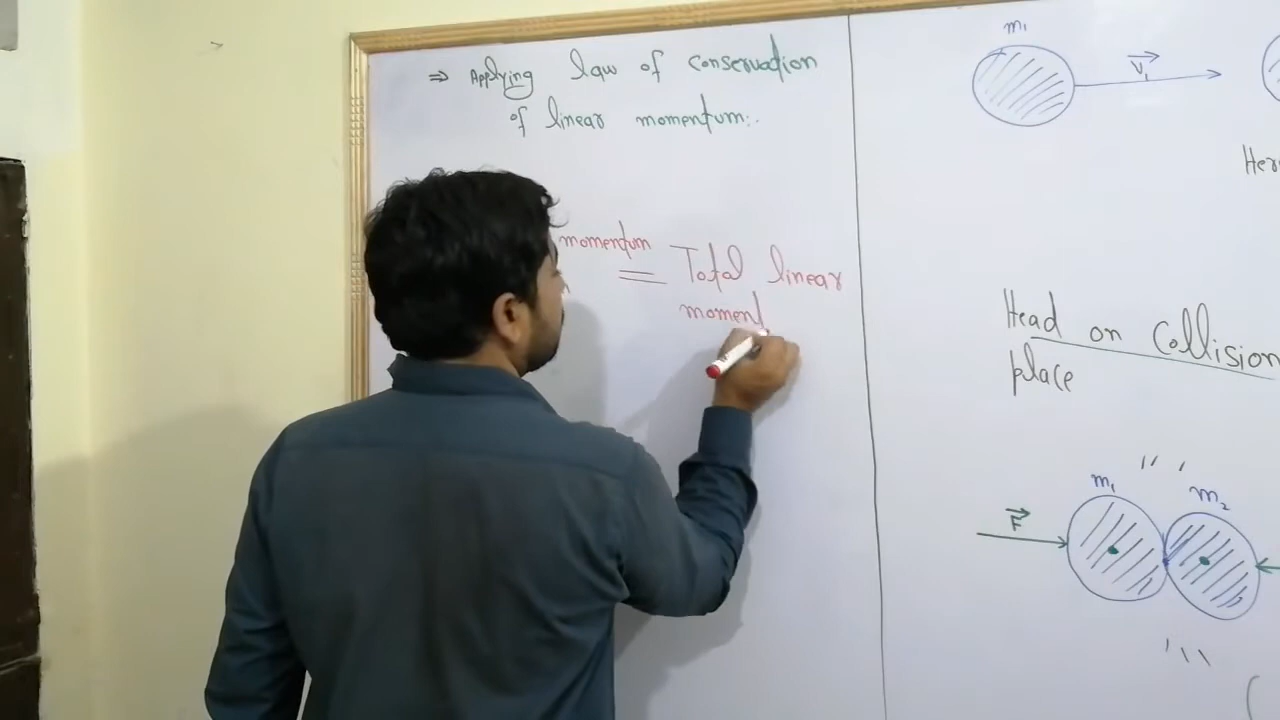 ⇒ Applying law of conservation
of linear momentum:.
momentum
= Total linear
moment
m₁
V₁
Her
Head on Collision
place
m₁
m₂
F